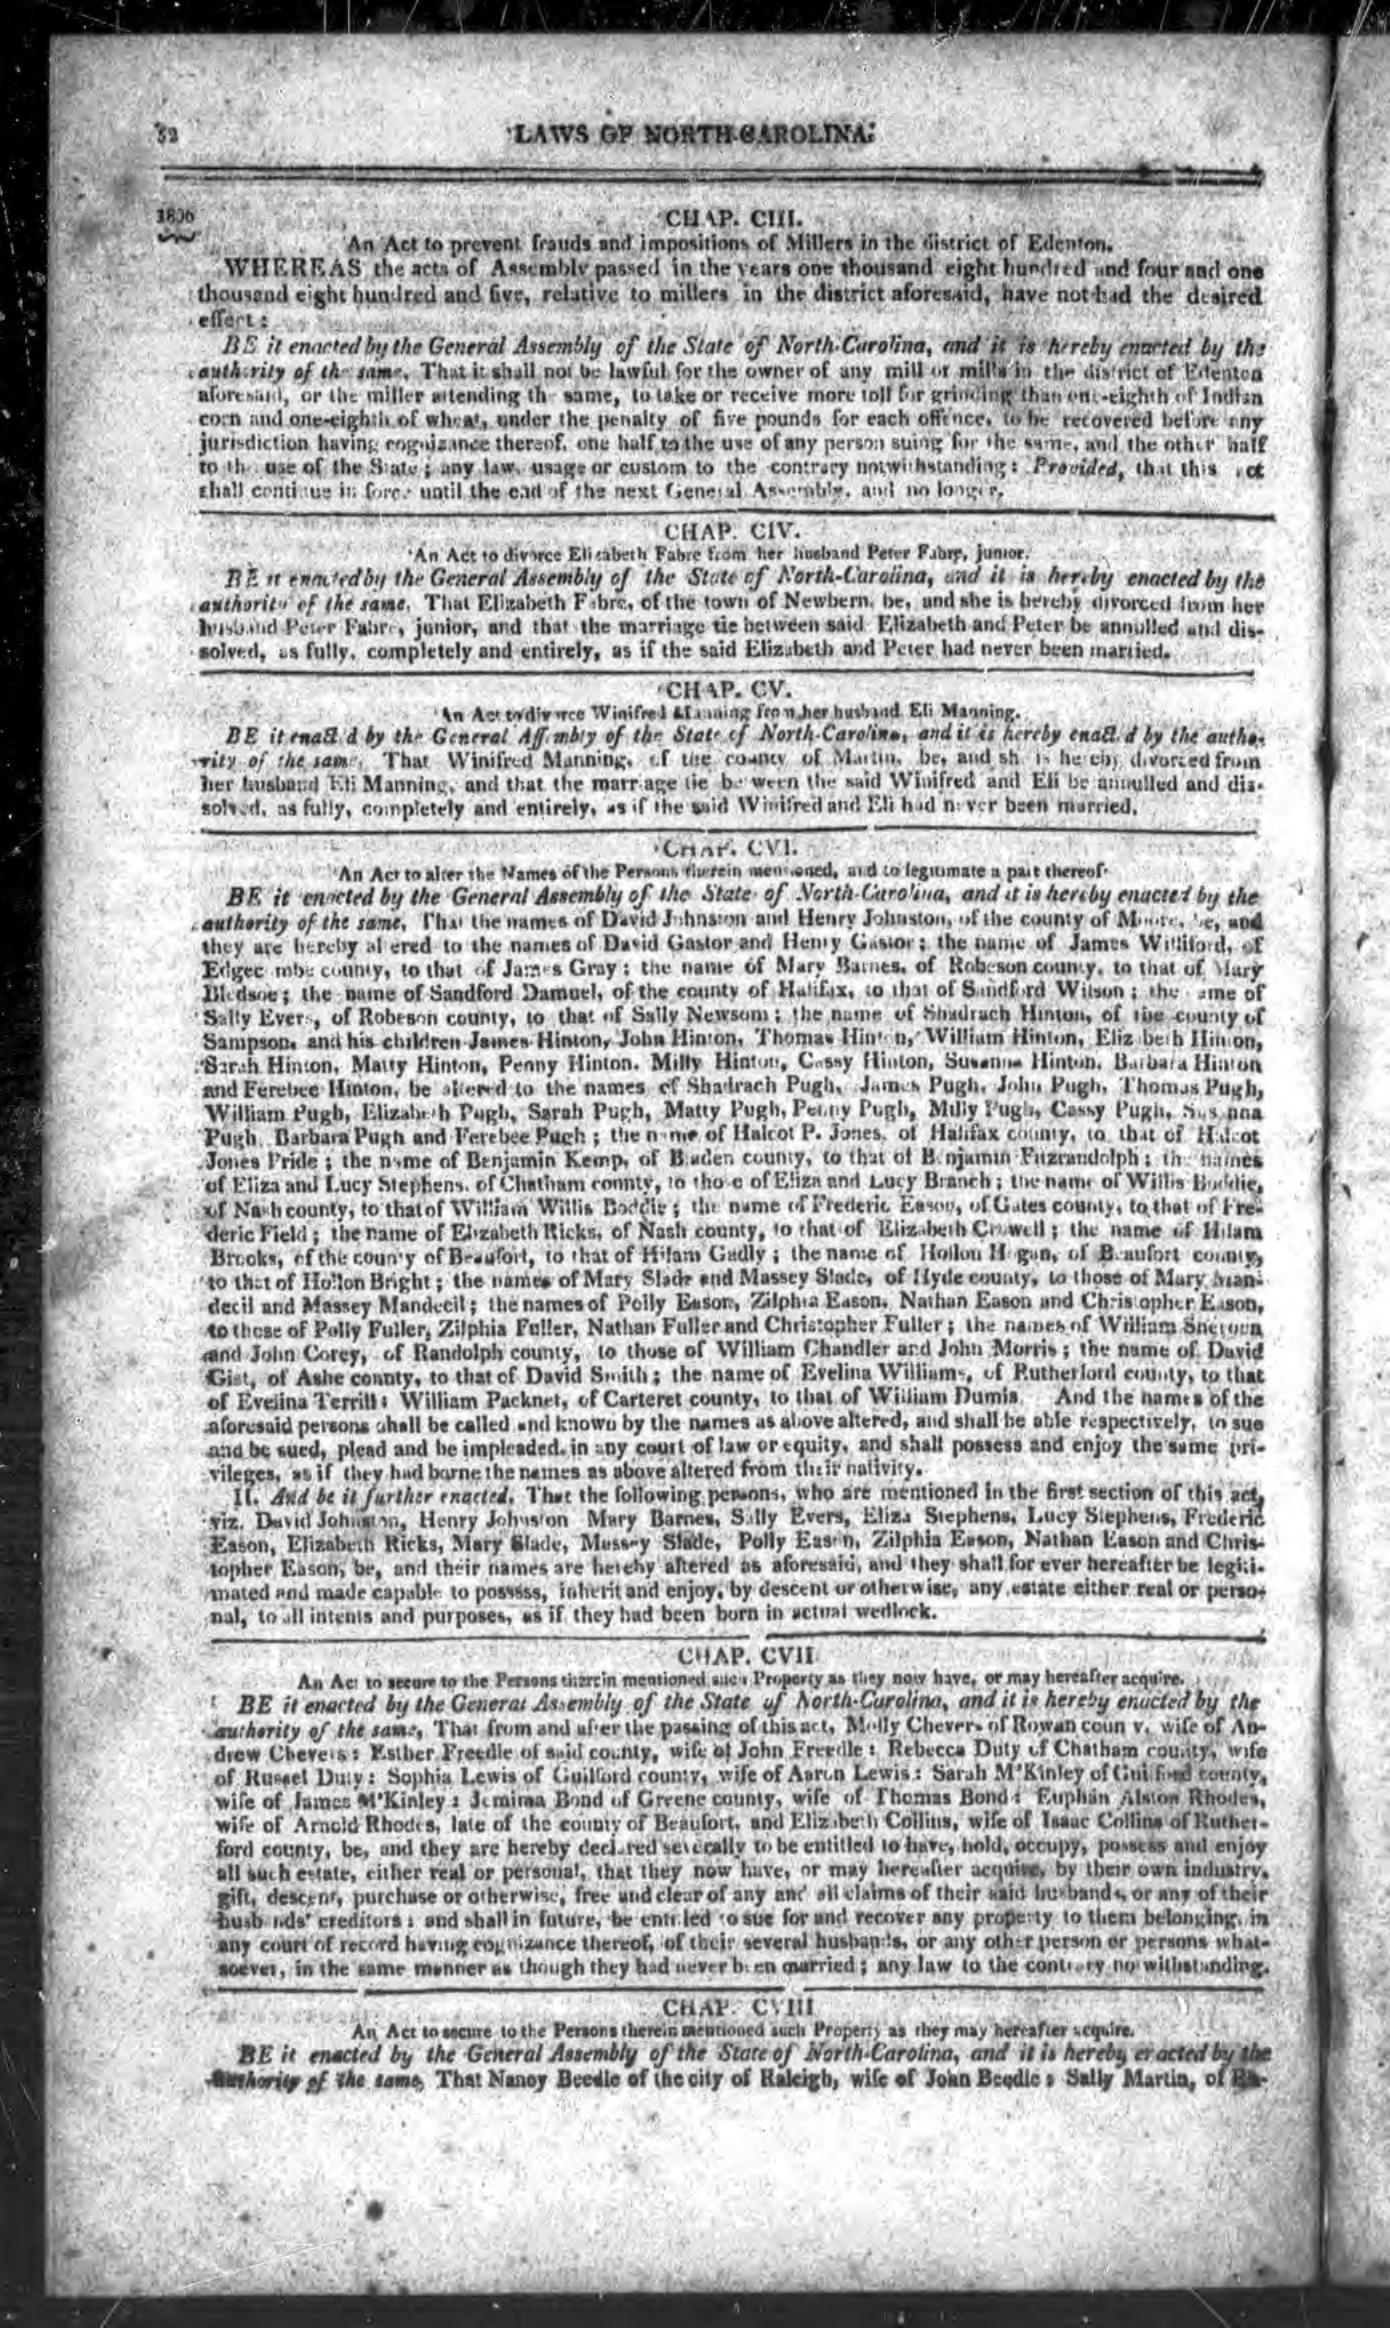 52
LAWS OF NORTH-CAROLINA.
1806
CHAP. CIII.
An Act to prevent frauds and impositions of Millers in the district of Edenton.
WHEREAS the acts of Assembly passed in the years one thousand eight hundred and four and one
thousand eight hundred and five, relative to millers in the district aforesaid, have not had the desired
effect :
BE it enacted by the General Assembly of the State of North-Carolina, and it is hereby enacted by the
authority of the same, That it shall not be lawful for the owner of any mill or mills in the district of Edenton
aforesaid, or the miller attending the same, to take or receive more toll for grinding than one-eighth of Indian
corn and one-eighth of wheat, under the penalty of five pounds for each offence, to be recovered before any
jurisdiction having cognizance thereof, one half to the use of any person suing for the same, and the other half
to the use of the State ; any law, usage or custom to the contrary notwithstanding : Provided, that this act
shall continue in force until the end of the next General Assembly, and no longer.
CHAP. CIV.
An Act to divorce Elizabeth Fabre from her husband Peter Fabre, junior.
BE it enacted by the General Assembly of the State of North-Carolina, and it is hereby enacted by the
authority of the same, That Elizabeth Fabre, of the town of Newbern, be, and she is hereby divorced from her
husband Peter Fabre, junior, and that the marriage tie between said Elizabeth and Peter be annulled and dis-
solved, as fully, completely and entirely, as if the said Elizabeth and Peter had never been married.
CHAP. CV.
An Act to divorce Winifred Manning from her husband Eli Manning.
BE it enacted by the General Assembly of the State of North-Carolina, and it is hereby enacted by the autho-
rity of the same, That Winifred Manning, of the county of Martin, be, and she is hereby divorced from
her husband Eli Manning, and that the marriage tie between the said Winifred and Eli be annulled and dis-
solved, as fully, completely and entirely, as if the said Winifred and Eli had never been married.
CHAP. CVI.
An Act to alter the Names of the Persons therein mentioned, and to legitimate a part thereof.
BE it enacted by the General Assembly of the State of North-Carolina, and it is hereby enacted by the
authority of the same, That the names of David Johnston and Henry Johnston, of the county of Moore, be, and
they are hereby altered to the names of David Gastor and Henry Gastor ; the name of James Williford, of
Edgecombe county, to that of James Gray ; the name of Mary Barnes, of Robeson county, to that of Mary
Bledsoe ; the name of Sandford Damuel, of the county of Halifax, to that of Sandford Wilson ; the name of
Sally Evers, of Robeson county, to that of Sally Newsom ; the name of Shadrach Hinton, of the county of
Sampson, and his children James Hinton, John Hinton, Thomas Hinton, William Hinton, Elizabeth Hinton,
Sarah Hinton, Matty Hinton, Penny Hinton, Milly Hinton, Cassy Hinton, Susanna Hinton, Barbara Hinton
and Ferebee Hinton, be altered to the names of Shadrach Pugh, James Pugh, John Pugh, Thomas Pugh,
William Pugh, Elizabeth Pugh, Sarah Pugh, Matty Pugh, Penny Pugh, Milly Pugh, Cassy Pugh, Susanna
Pugh, Barbara Pugh and Ferebee Pugh ; the name of Halcot P. Jones, of Halifax county, to that of Halcot
Jones Pride ; the name of Benjamin Kemp, of Bladen county, to that of Benjamin Fitzrandolph ; the names
of Eliza and Lucy Stephens, of Chatham connty, to those of Eliza and Lucy Branch ; the name of Willis Boddie,
of Nash county, to that of William Willis Boddie ; the name of Frederic Eason, of Gates county, to that of Fre-
deric Field ; the name of Elizabeth Ricks, of Nash county, to that of Elizabeth Crowell ; the name of Hilam
Brooks, of the county of Beaufort, to that of Hilam Gadly ; the name of Hollon Hogan, of Beaufort county,
to that of Hollon Bright ; the names of Mary Slade and Massey Slade, of Hyde county, to those of Mary Man-
decil and Massey Mandecil ; the names of Polly Eason, Zilphia Eason, Nathan Eason and Christopher Eason,
to those of Polly Fuller, Zilphia Fuller, Nathan Fuller and Christopher Fuller ; the names of William
and John Corey, of Randolph county, to those of William Chandler and John Morris ; the name of David
Gist, of Ashe connty, to that of David Smith ; the name of Evelina Williams, of Rutherford county, to that
of Evelina Terrill : William Packnet, of Carteret county, to that of William Dumis. And the names of the
aforesaid persons shall be called and known by the names as above altered, and shall be able respectively, to sue
and be sued, plead and be impleaded, in any court of law or equity, and shall possess and enjoy the same pri-
vileges, as if they had borne the names as above altered from their nativity.
II. And be it further enacted, That the following persons, who are mentioned in the first section of this act,
viz. David Johnston, Henry Johnston Mary Barnes, Sally Evers, Eliza Stephens, Lucy Stephens, Frederic
Eason, Elizabeth Ricks, Mary Slade, Massey Slade, Polly Eason, Zilphia Eason, Nathan Eason and Chris-
topher Eason, be, and their names are hereby altered as aforesaid, and they shall for ever hereafter be legiti-
mated and made capable to possess, inherit and enjoy, by descent or otherwise, any estate either real or perso-
nal, to all intents and purposes, as if they had been born in actual wedlock.
CHAP. CVII.
An Act to secure to the Persons therein mentioned such Property as they now have, or may hereafter acquire.
BE it enacted by the General Assembly of the State of North-Carolina, and it is hereby enacted by the
authority of the same, That from and after the passing of this act, Molly Chevers of Rowan county, wife of An-
drew Chevers : Esther Freedle of said county, wife of John Freedle : Rebecca Duty of Chatham county, wife
of Russel Duty : Sophia Lewis of Guilford county, wife of Aaron Lewis : Sarah M'Kinley of Guilford county,
wife of James M'Kinley : Jemima Bond of Greene county, wife of Thomas Bond : Euphan Alston Rhodes,
wife of Arnold Rhodes, late of the county of Beaufort, and Elizabeth Collins, wife of Isaac Collins of Ruther-
ford county, be, and they are hereby declared severally to be entitled to have, hold, occupy, possess and enjoy
all such estate, either real or personal, that they now have, or may hereafter acquire, by their own industry,
gift, descent, purchase or otherwise, free and clear of any and all claims of their said husbands, or any of their
husbands' creditors : and shall in future, be entitled to sue for and recover any property to them belonging, in
any court of record having cognizance thereof, of their several husbands, or any other person or persons what-
soever, in the same manner as though they had never been married ; any law to the contrary notwithstanding.
CHAP. CVIII
An Act to secure to the Persons therein mentioned such Property as they may hereafter acquire.
BE it enacted by the General Assembly of the State of North-Carolina, and it is hereby enacted by the
authority of the same, That Nancy Beedle of the city of Raleigh, wife of John Beedle : Sally Martin, of